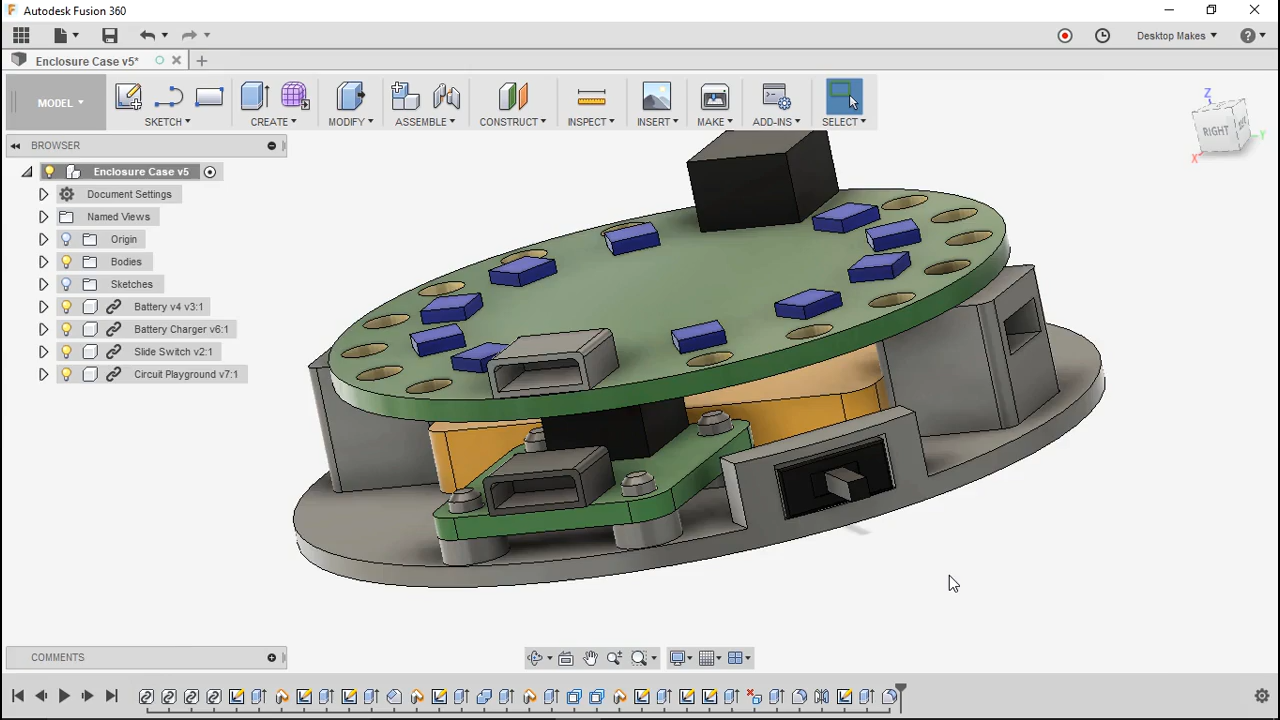 Autodesk Fusion 360
Desktop Makes
Enclosure Case v5*
MODEL
SKETCH
CREATE
MODIFY
ASSEMBLE
CONSTRUCT
INSPECT
INSERT
MAKE
ADD-INS
SELECT
BROWSER
Enclosure Case v5
Document Settings
Named Views
Origin
Bodies
Sketches
Battery v4 v3:1
Battery Charger v6:1
Slide Switch v2:1
Circuit Playground v7:1
Z
RIGHT
X
Y
COMMENTS